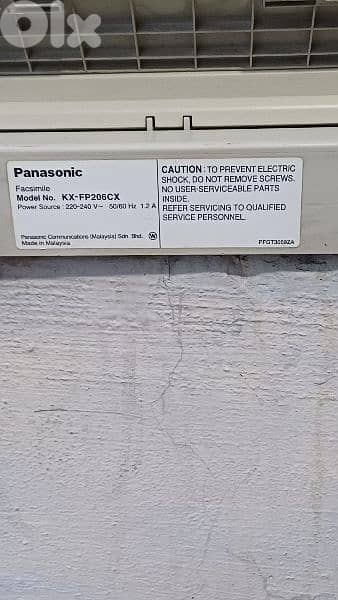 OLX
Panasonic
Facsimile
Model No. KX-FP206CX
Power Source : 220-240 V~ 50/60 Hz 1.2 A
Panasonic Communications (Malaysia) Sdn. Bhd.
Made in Malaysia
CAUTION : TO PREVENT ELECTRIC
SHOCK, DO NOT REMOVE SCREWS.
NO USER-SERVICEABLE PARTS
INSIDE.
REFER SERVICING TO QUALIFIED
SERVICE PERSONNEL.
PFGT3059ZA